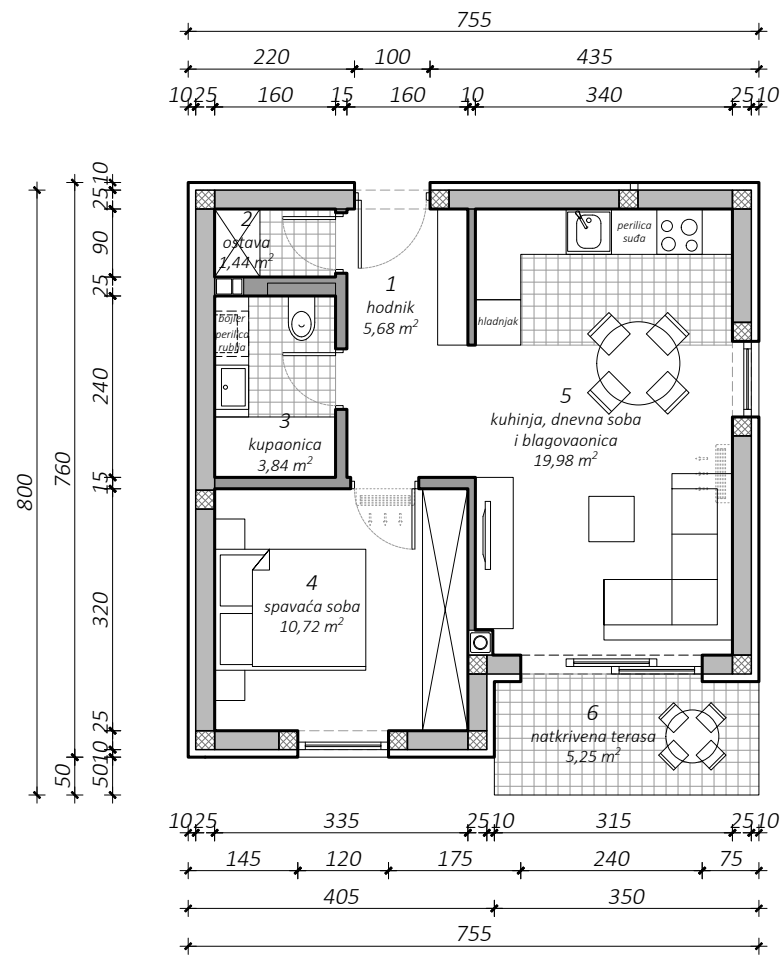 755
220 100 435
10 25 160 15 160 10 340 25 10
10
25
90
25
240
15
320
25
10
50
760
50
800
2
ostava
1,44 m²
1
hodnik
5,68 m²
perilica
suđa
hladnjak
bojler
perilica
rublja
3
kupaonica
3,84 m²
5
kuhinja, dnevna soba
i blagovaonica
19,98 m²
4
spavaća soba
10,72 m²
6
natkrivena terasa
5,25 m²
10 25 335 25 10 315 25 10
145 120 175 240 75
405 350
755